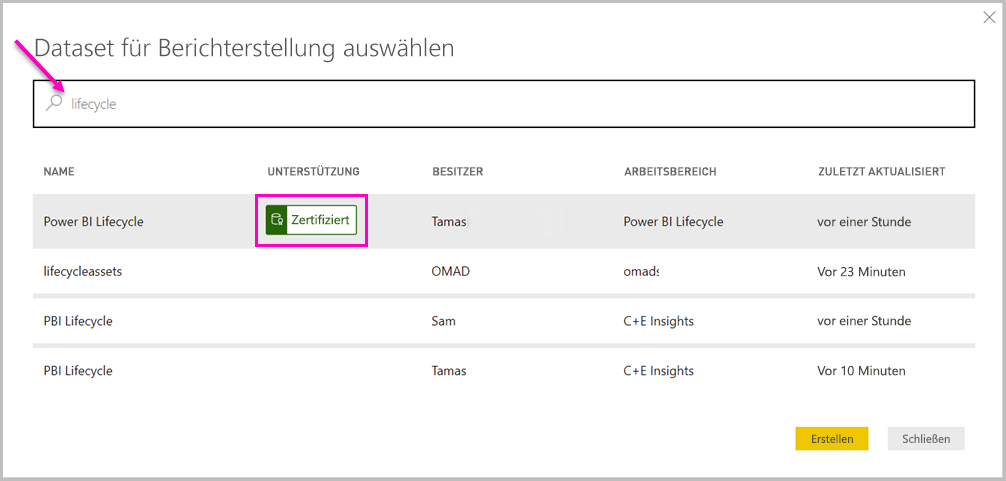 Dataset für Berichterstellung auswählen
lifecycle
NAME UNTERSTÜTZUNG BESITZER ARBEITSBEREICH ZULETZT AKTUALISIERT
Power BI Lifecycle Zertifiziert Tamas Power BI Lifecycle vor einer Stunde
lifecycleassets OMAD omads Vor 23 Minuten
PBI Lifecycle Sam C+E Insights vor einer Stunde
PBI Lifecycle Tamas C+E Insights Vor 10 Minuten
Erstellen Schließen